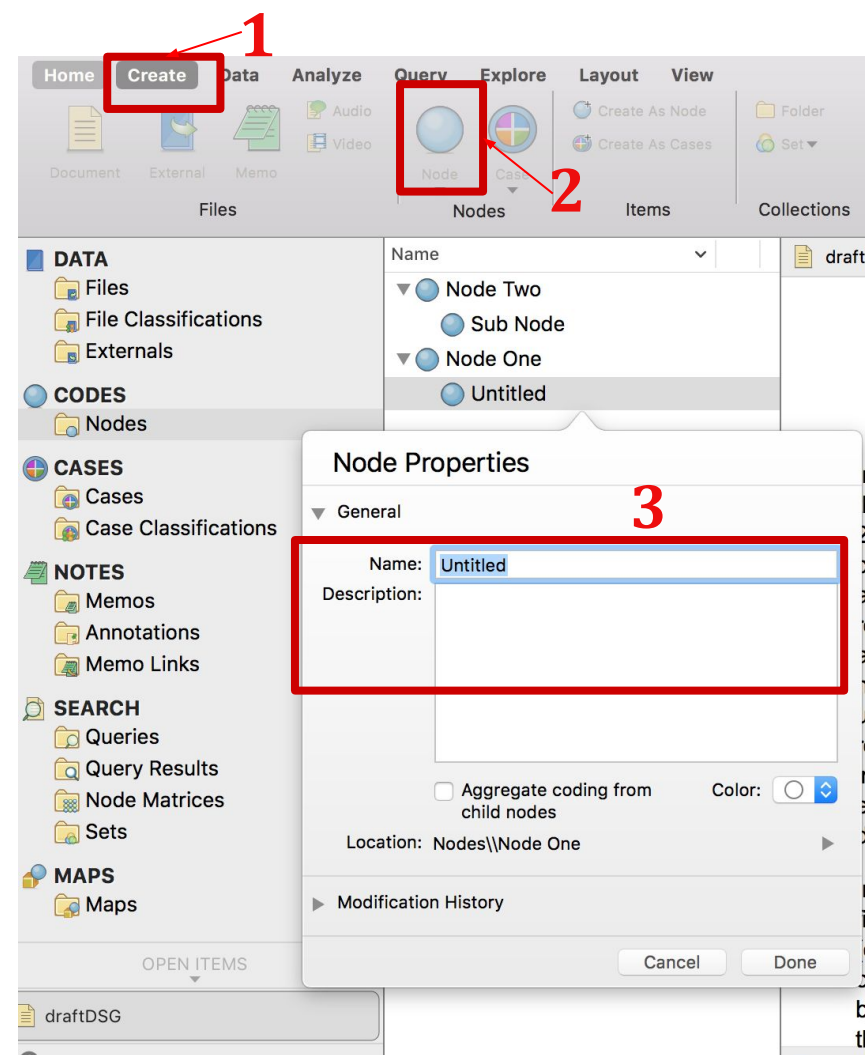 1
Home Create Data Analyze Query Explore Layout View
Audio Create As Node Folder
Video Create As Cases Set
Document External Memo Node Case
2
Files Nodes Items Collections
DATA
Files
File Classifications
Externals
CODES
Nodes
CASES
Cases
Case Classifications
NOTES
Memos
Annotations
Memo Links
SEARCH
Queries
Query Results
Node Matrices
Sets
MAPS
Maps
OPEN ITEMS
draftDSG
Name
Node Two
Sub Node
Node One
Untitled
draft
Node Properties
3
General
Name: Untitled
Description:
Aggregate coding from
child nodes
Color:
Location: Nodes\\Node One
Modification History
Cancel Done